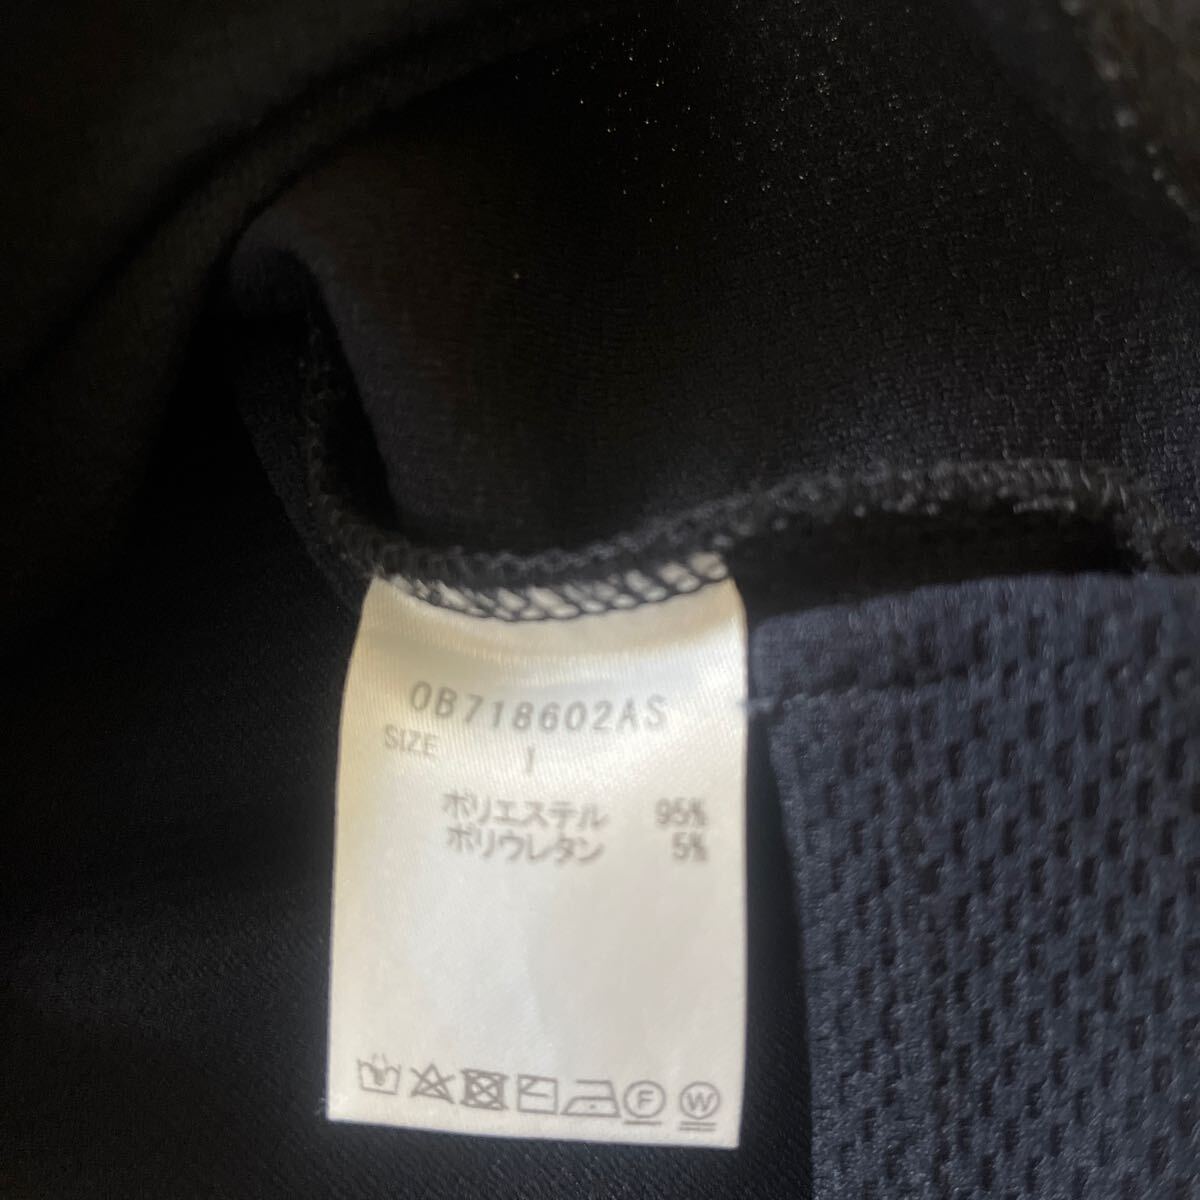 0B718602AS
SIZE 1
ポリエステル 95%
ポリウレタン 5%
F W